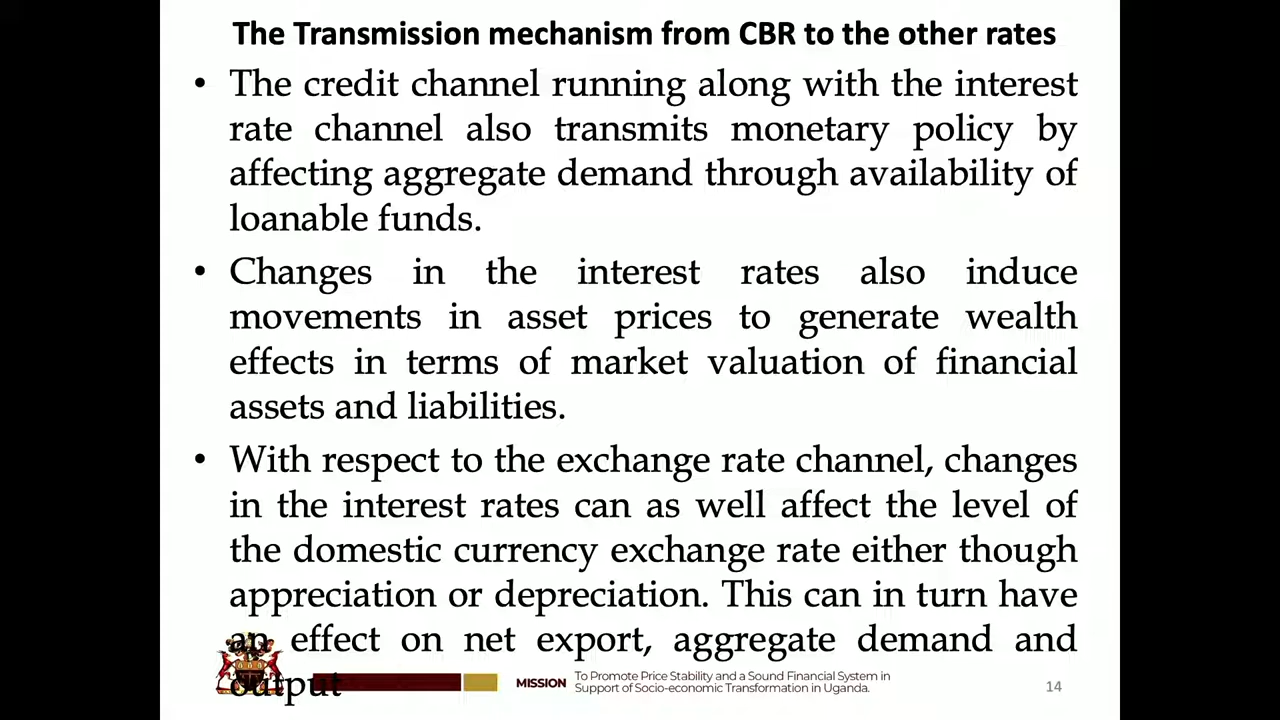 The Transmission mechanism from CBR to the other rates
• The credit channel running along with the interest
rate channel also transmits monetary policy by
affecting aggregate demand through availability of
loanable funds.
• Changes in the interest rates also induce
movements in asset prices to generate wealth
effects in terms of market valuation of financial
assets and liabilities.
• With respect to the exchange rate channel, changes
in the interest rates can as well affect the level of
the domestic currency exchange rate either though
appreciation or depreciation. This can in turn have
an effect on net export, aggregate demand and
output
MISSION
To Promote Price Stability and a Sound Financial System in
Support of Socio-economic Transformation in Uganda.
14